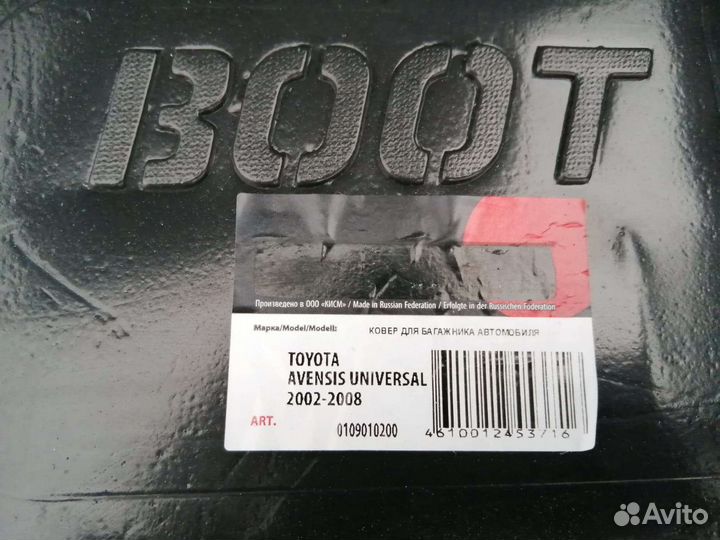 BOOT
Произведено в ООО «КИСМ» / Made in Russian Federation / Erfolgte in der Russischen Foderation
Марка/Model/Modell:
КОВЕР ДЛЯ БАГАЖНИКА АВТОМОБИЛЯ
TOYOTA
AVENSIS UNIVERSAL
2002-2008
ART.
0109010200
4610012453716
Avito